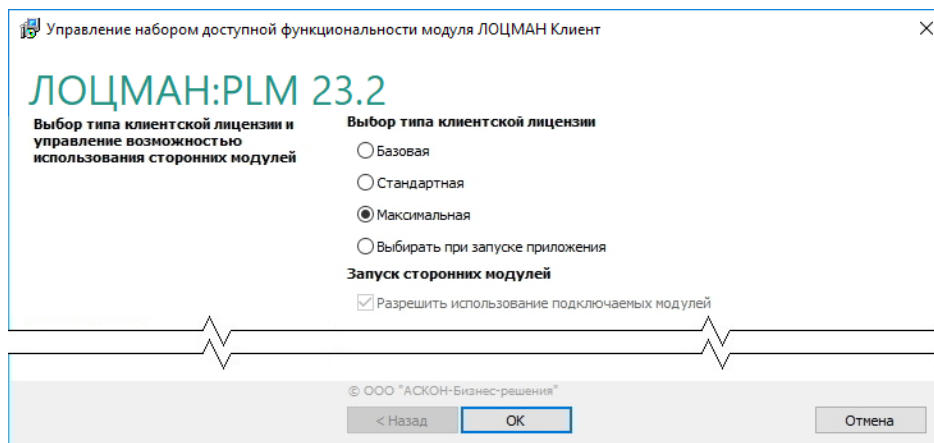 Управление набором доступной функциональности модуля ЛОЦМАН Клиент
ЛОЦМАН:PLM 23.2
Выбор типа клиентской лицензии и
управление возможностью
использования сторонних модулей
Выбор типа клиентской лицензии
Базовая
Стандартная
Максимальная
Выбирать при запуске приложения
Запуск сторонних модулей
Разрешить использование подключаемых модулей
© ООО "АСКОН-Бизнес-решения"
< Назад
ОК
Отмена